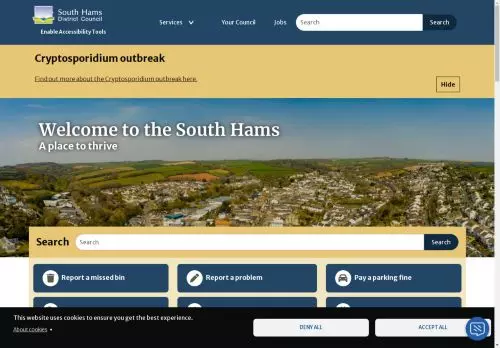 South Hams
District Council
Enable Accessibility Tools
Services
Your Council
Jobs
Search
Search
Cryptosporidium outbreak
Find out more about the Cryptosporidium outbreak here.
Hide
Welcome to the South Hams
A place to thrive
Search
Search
Search
Report a missed bin
Report a problem
Pay a parking fine
This website uses cookies to ensure you get the best experience.
About cookies
DENY ALL
ACCEPT ALL